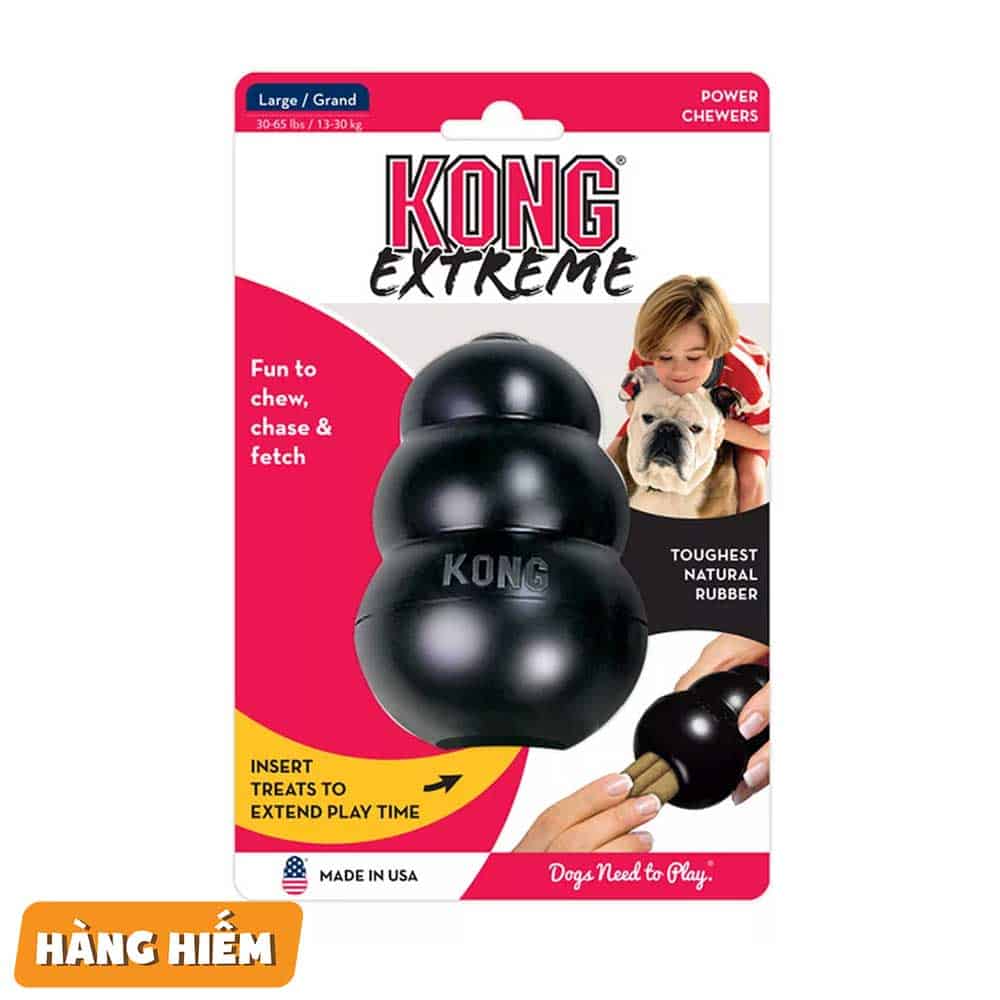 Large / Grand
30-65 lbs / 13-30 kg
POWER
CHEWERS
KONG®
EXTREME
Fun to
chew,
chase &
fetch
KONG
TOUGHEST
NATURAL
RUBBER
INSERT
TREATS TO
EXTEND PLAY TIME
MADE IN USA
Dogs Need to Play.®
HÀNG HIẾM